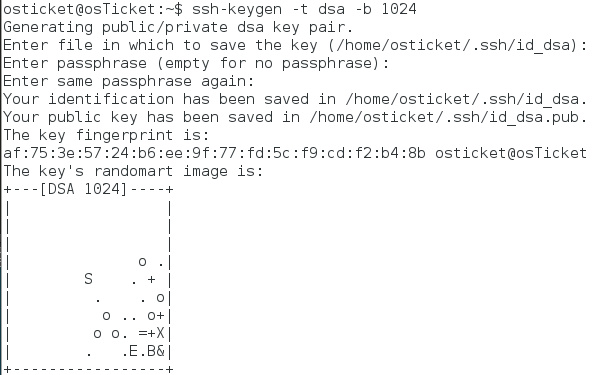 osticket@osTicket:~$ ssh-keygen -t dsa -b 1024
Generating public/private dsa key pair.
Enter file in which to save the key (/home/osticket/.ssh/id_dsa):
Enter passphrase (empty for no passphrase):
Enter same passphrase again:
Your identification has been saved in /home/osticket/.ssh/id_dsa.
Your public key has been saved in /home/osticket/.ssh/id_dsa.pub.
The key fingerprint is:
af:75:3e:57:24:b6:ee:9f:77:fd:5c:f9:cd:f2:b4:8b osticket@osTicket
The key's randomart image is:
+---[DSA 1024]----+
|                 |
|                 |
|                 |
|              o .|
|        S    . + |
|         .    . o|
|          o .. o+|
|         o o. =+X|
|        .   .E.B&|
+-----------------+